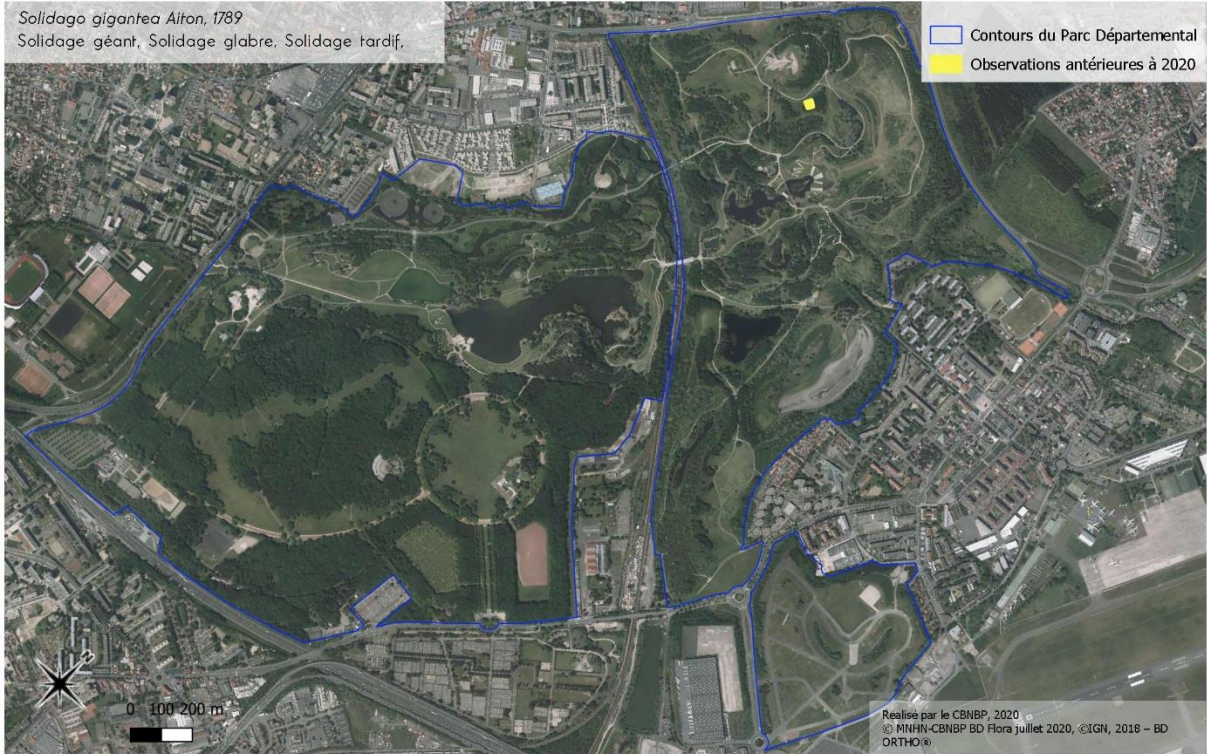 Solidago gigantea Aiton, 1789
Solidage géant, Solidage glabre, Solidage tardif,
Contours du Parc Départemental
Observations antérieures à 2020
0 100 200 m
Réalisé par le CBNBP, 2020
© MNHN-CBNBP BD Flora juillet 2020, ©IGN, 2018 – BD
ORTHO®